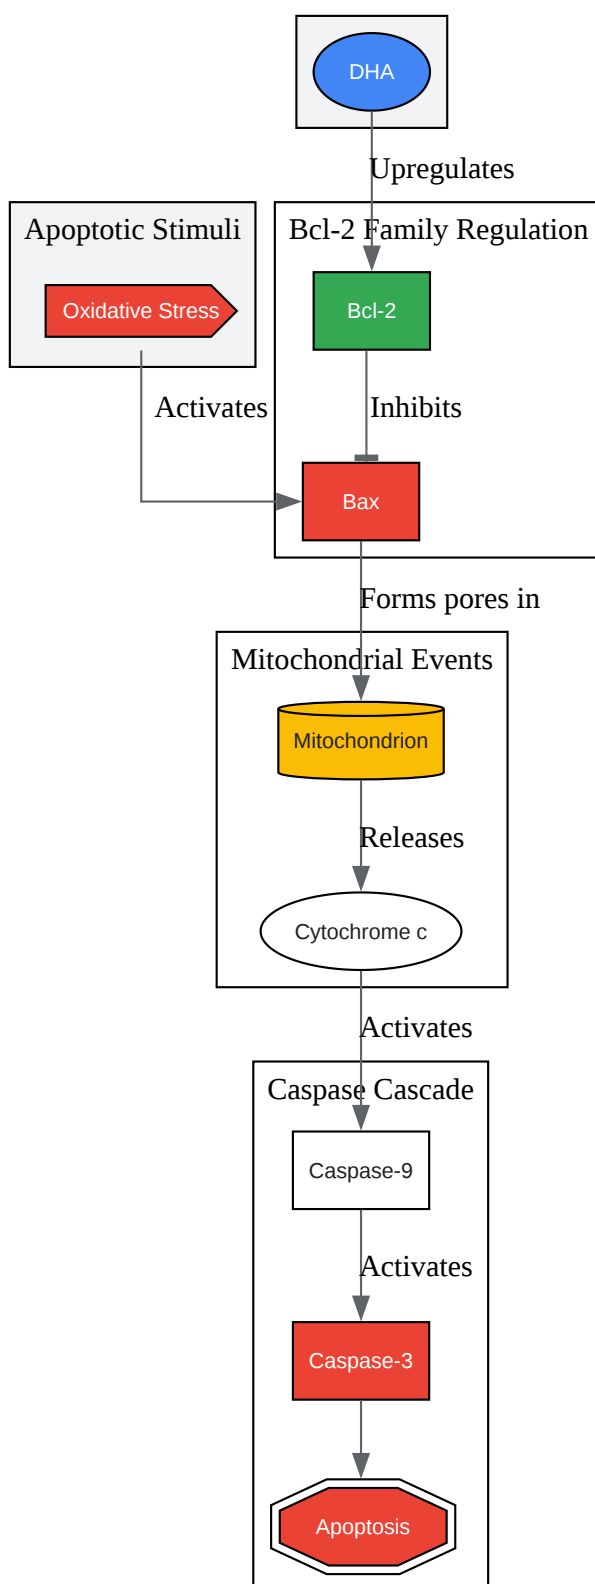 DHA
Upregulates
Apoptotic Stimuli
Bcl-2 Family Regulation
Oxidative Stress
Bcl-2
Activates
Inhibits
Bax
Forms pores in
Mitochondrial Events
Mitochondrion
Releases
Cytochrome c
Activates
Caspase Cascade
Caspase-9
Activates
Caspase-3
Apoptosis